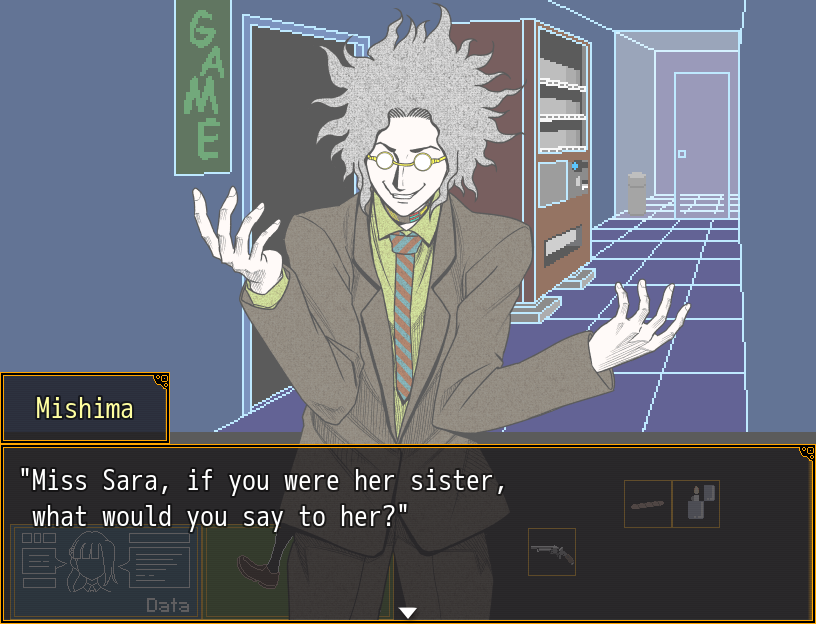 GAME
Mishima
"Miss Sara, if you were her sister,
what would you say to her?"
Data